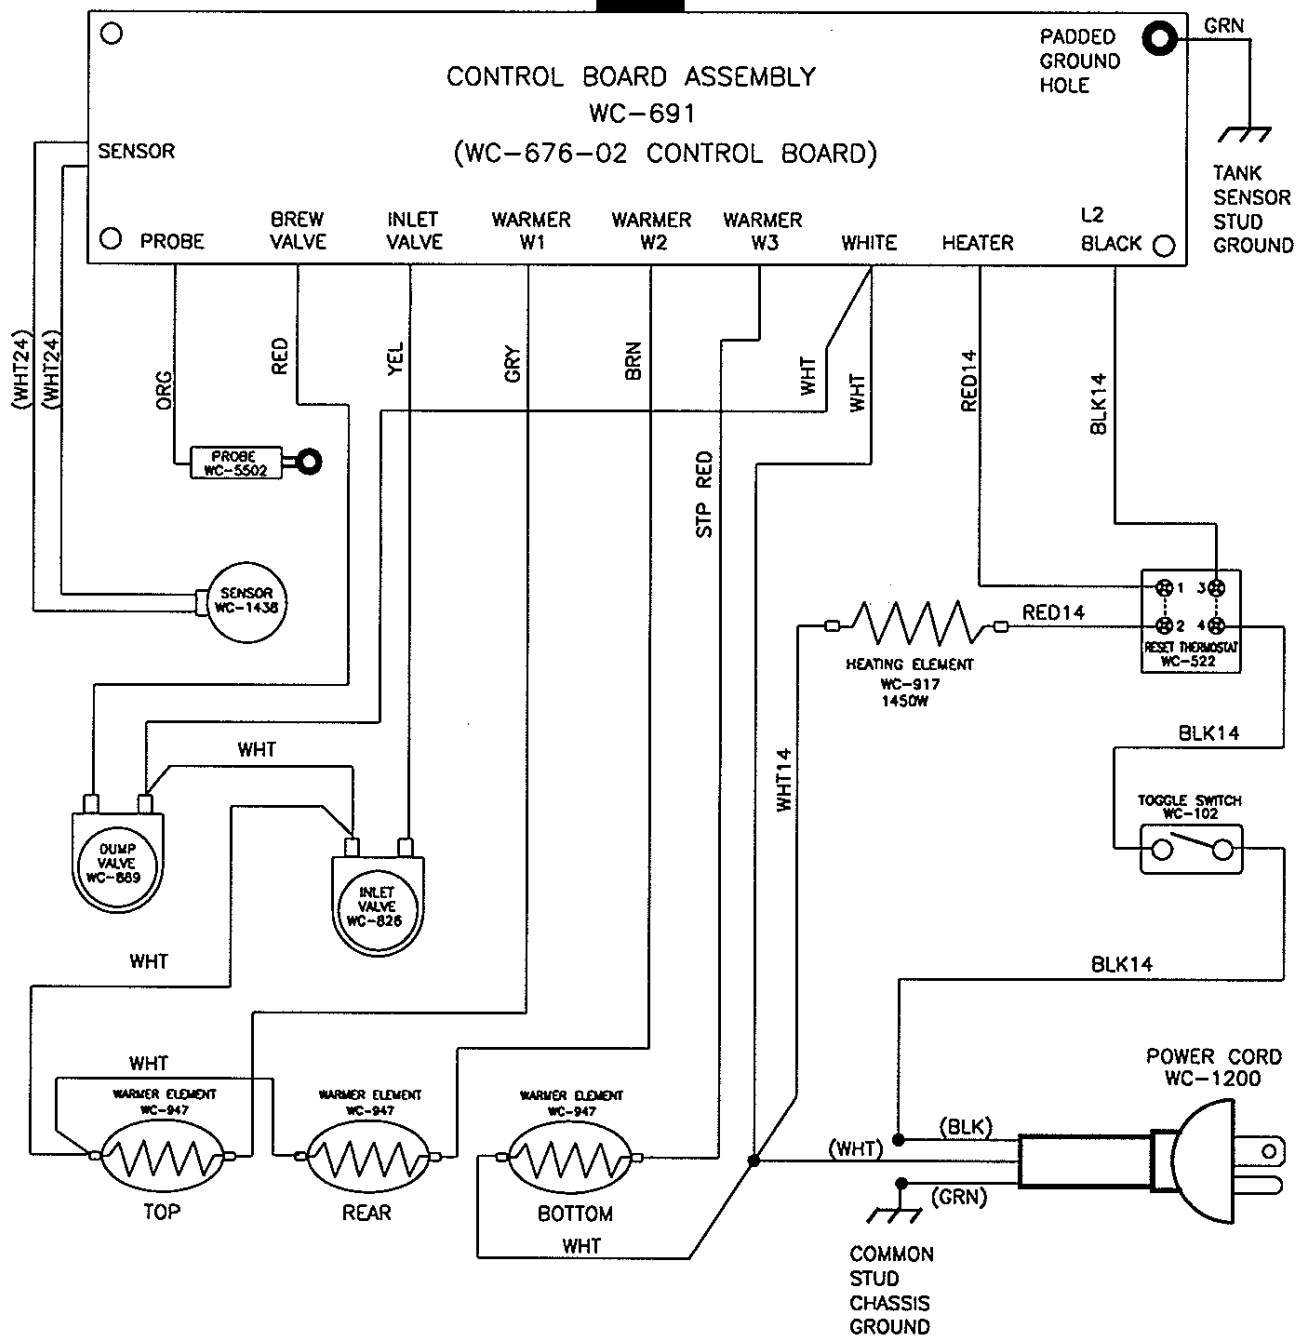 GRN
PADDED
GROUND
HOLE
CONTROL BOARD ASSEMBLY
WC-691
(WC-676-02 CONTROL BOARD)
SENSOR
TANK
SENSOR
STUD
GROUND
PROBE
BREW
VALVE
INLET
VALVE
WARMER
W1
WARMER
W2
WARMER
W3
WHITE
HEATER
L2
BLACK
(WHT24)
(WHT24)
ORG
RED
YEL
GRY
BRN
STP RED
WHT
WHT
RED14
BLK14
PROBE
WC-5502
SENSOR
WC-1438
1
3
2
4
RESET THERMOSTAT
WC-522
RED14
HEATING ELEMENT
WC-917
1450W
WHT14
BLK14
WHT
TOGGLE SWITCH
WC-102
DUMP
VALVE
WC-889
INLET
VALVE
WC-826
WHT
BLK14
WHT
POWER CORD
WC-1200
WARMER ELEMENT
WC-947
WARMER ELEMENT
WC-947
WARMER ELEMENT
WC-947
(BLK)
(WHT)
(GRN)
TOP
REAR
BOTTOM
WHT
COMMON
STUD
CHASSIS
GROUND